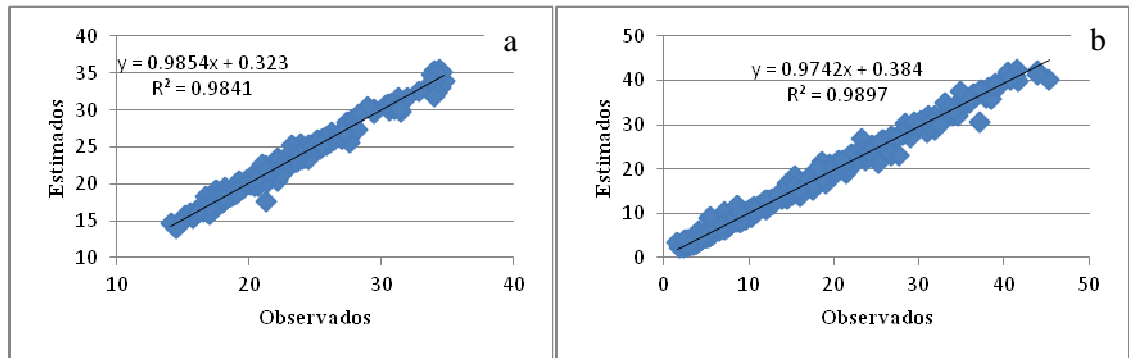 a
y = 0.9854x + 0.323
R² = 0.9841
40
35
30
25
20
15
10
Estimados
10 20 30 40
Observados
b
y = 0.9742x + 0.384
R² = 0.9897
50
40
30
20
10
0
Estimados
0 10 20 30 40 50
Observados